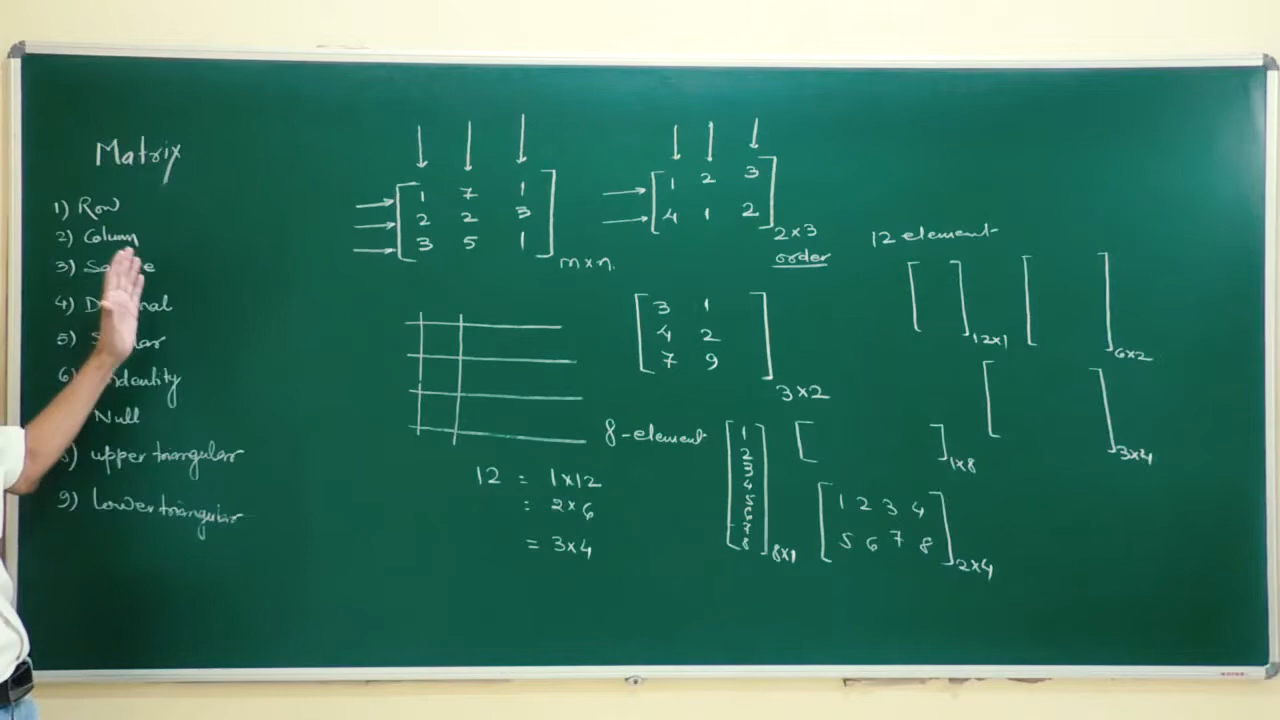 Matrix
1) Row
2) Column
3)
4)
5)
6) Identity
Null
) upper triangular
9) Lower triangular
1 7 1
2 2 3
3 5 1
m×n.
1 2 3
4 1 2
2×3
order
3 1
4 2
7 9
3×2
12 = 1×12
= 2×6
= 3×4
8-element
1
2
3
4
5
6
7
8
8×1
1×8
1 2 3 4
5 6 7 8
2×4
12 element
12×1
6×2
3×4